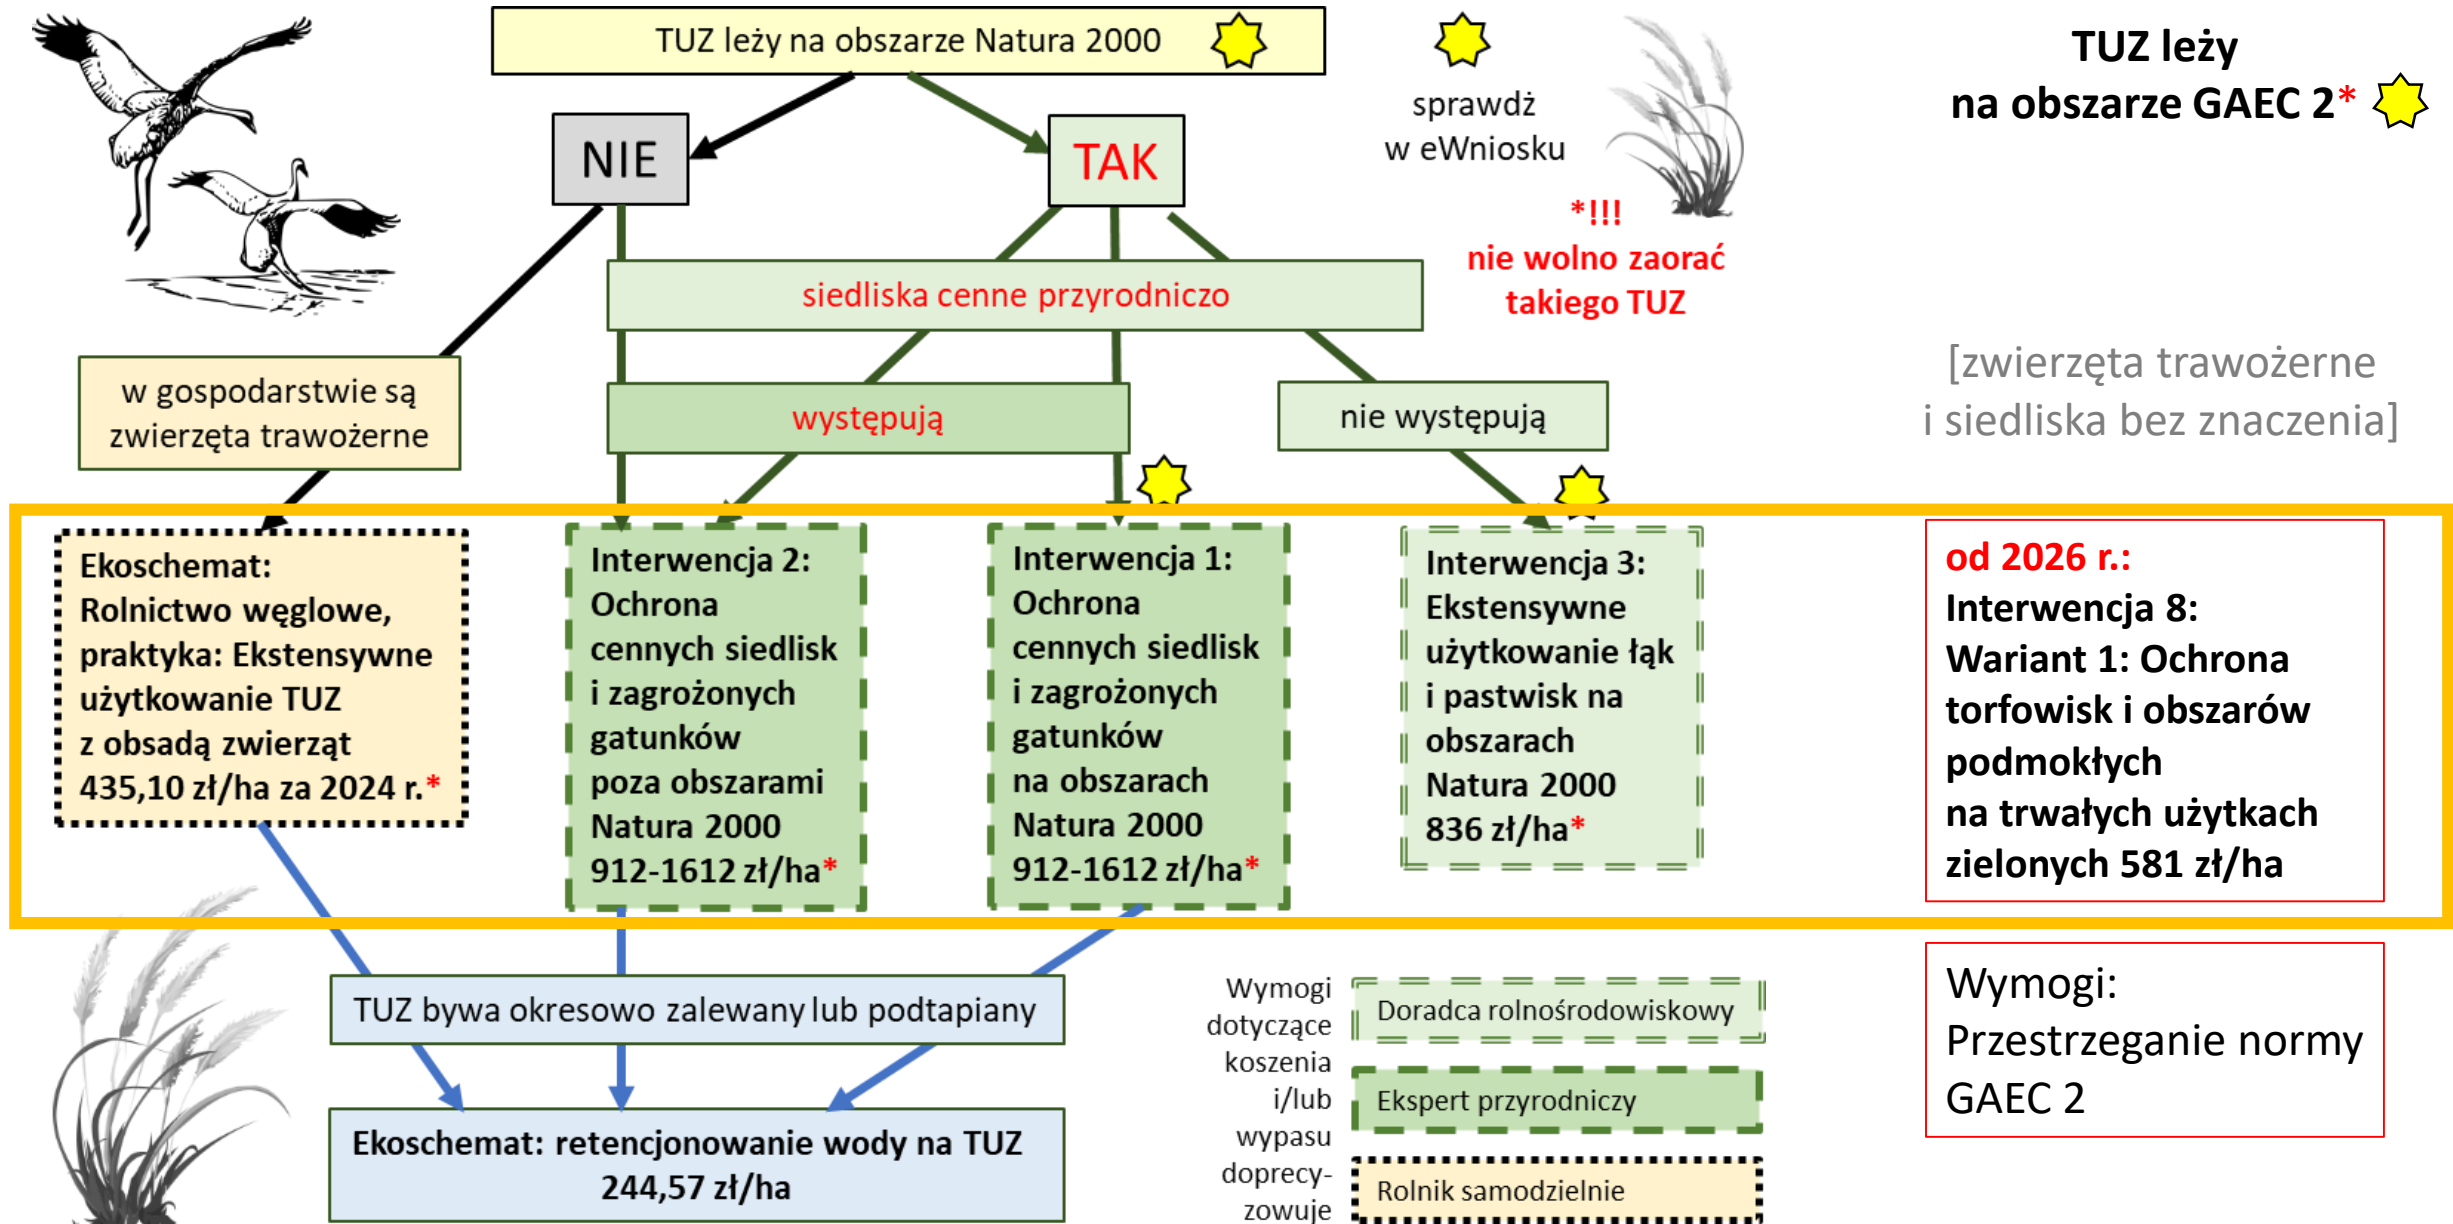 TUZ leży na obszarze Natura 2000
sprawdż
w eWniosku
TUZ leży
na obszarze GAEC 2*
NIE
TAK
*!!!
nie wolno zaorać
takiego TUZ
siedliska cenne przyrodniczo
w gospodarstwie są
zwierzęta trawożerne
występują
nie występują
[zwierzęta trawożerne
i siedliska bez znaczenia]
Ekoschemat:
Rolnictwo węglowe,
praktyka: Ekstensywne
użytkowanie TUZ
z obsadą zwierząt
435,10 zł/ha za 2024 r.*
Interwencja 2:
Ochrona
cennych siedlisk
i zagrożonych
gatunków
poza obszarami
Natura 2000
912-1612 zł/ha*
Interwencja 1:
Ochrona
cennych siedlisk
i zagrożonych
gatunków
na obszarach
Natura 2000
912-1612 zł/ha*
Interwencja 3:
Ekstensywne
użytkowanie łąk
i pastwisk na
obszarach
Natura 2000
836 zł/ha*
od 2026 r.:
Interwencja 8:
Wariant 1: Ochrona
torfowisk i obszarów
podmokłych
na trwałych użytkach
zielonych 581 zł/ha
TUZ bywa okresowo zalewany lub podtapiany
Ekoschemat: retencjonowanie wody na TUZ
244,57 zł/ha
Wymogi
dotyczące
koszenia
i/lub
wypasu
doprecy-
zowuje
Doradca rolnośrodowiskowy
Ekspert przyrodniczy
Rolnik samodzielnie
Wymogi:
Przestrzeganie normy
GAEC 2